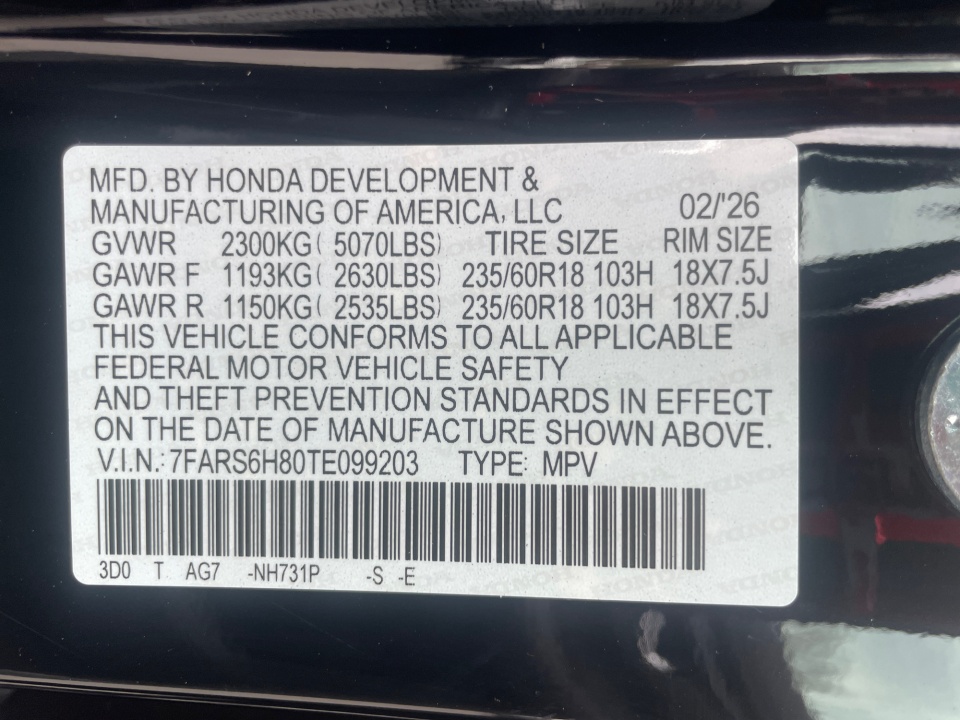 MFD. BY HONDA DEVELOPMENT &
MANUFACTURING OF AMERICA, LLC 02/'26
GVWR 2300KG( 5070LBS) TIRE SIZE RIM SIZE
GAWR F 1193KG( 2630LBS) 235/60R18 103H 18X7.5J
GAWR R 1150KG( 2535LBS) 235/60R18 103H 18X7.5J
THIS VEHICLE CONFORMS TO ALL APPLICABLE
FEDERAL MOTOR VEHICLE SAFETY
AND THEFT PREVENTION STANDARDS IN EFFECT
ON THE DATE OF MANUFACTURE SHOWN ABOVE.
V.I.N.: 7FARS6H80TE099203 TYPE: MPV
3D0 T AG7 -NH731P -S -E